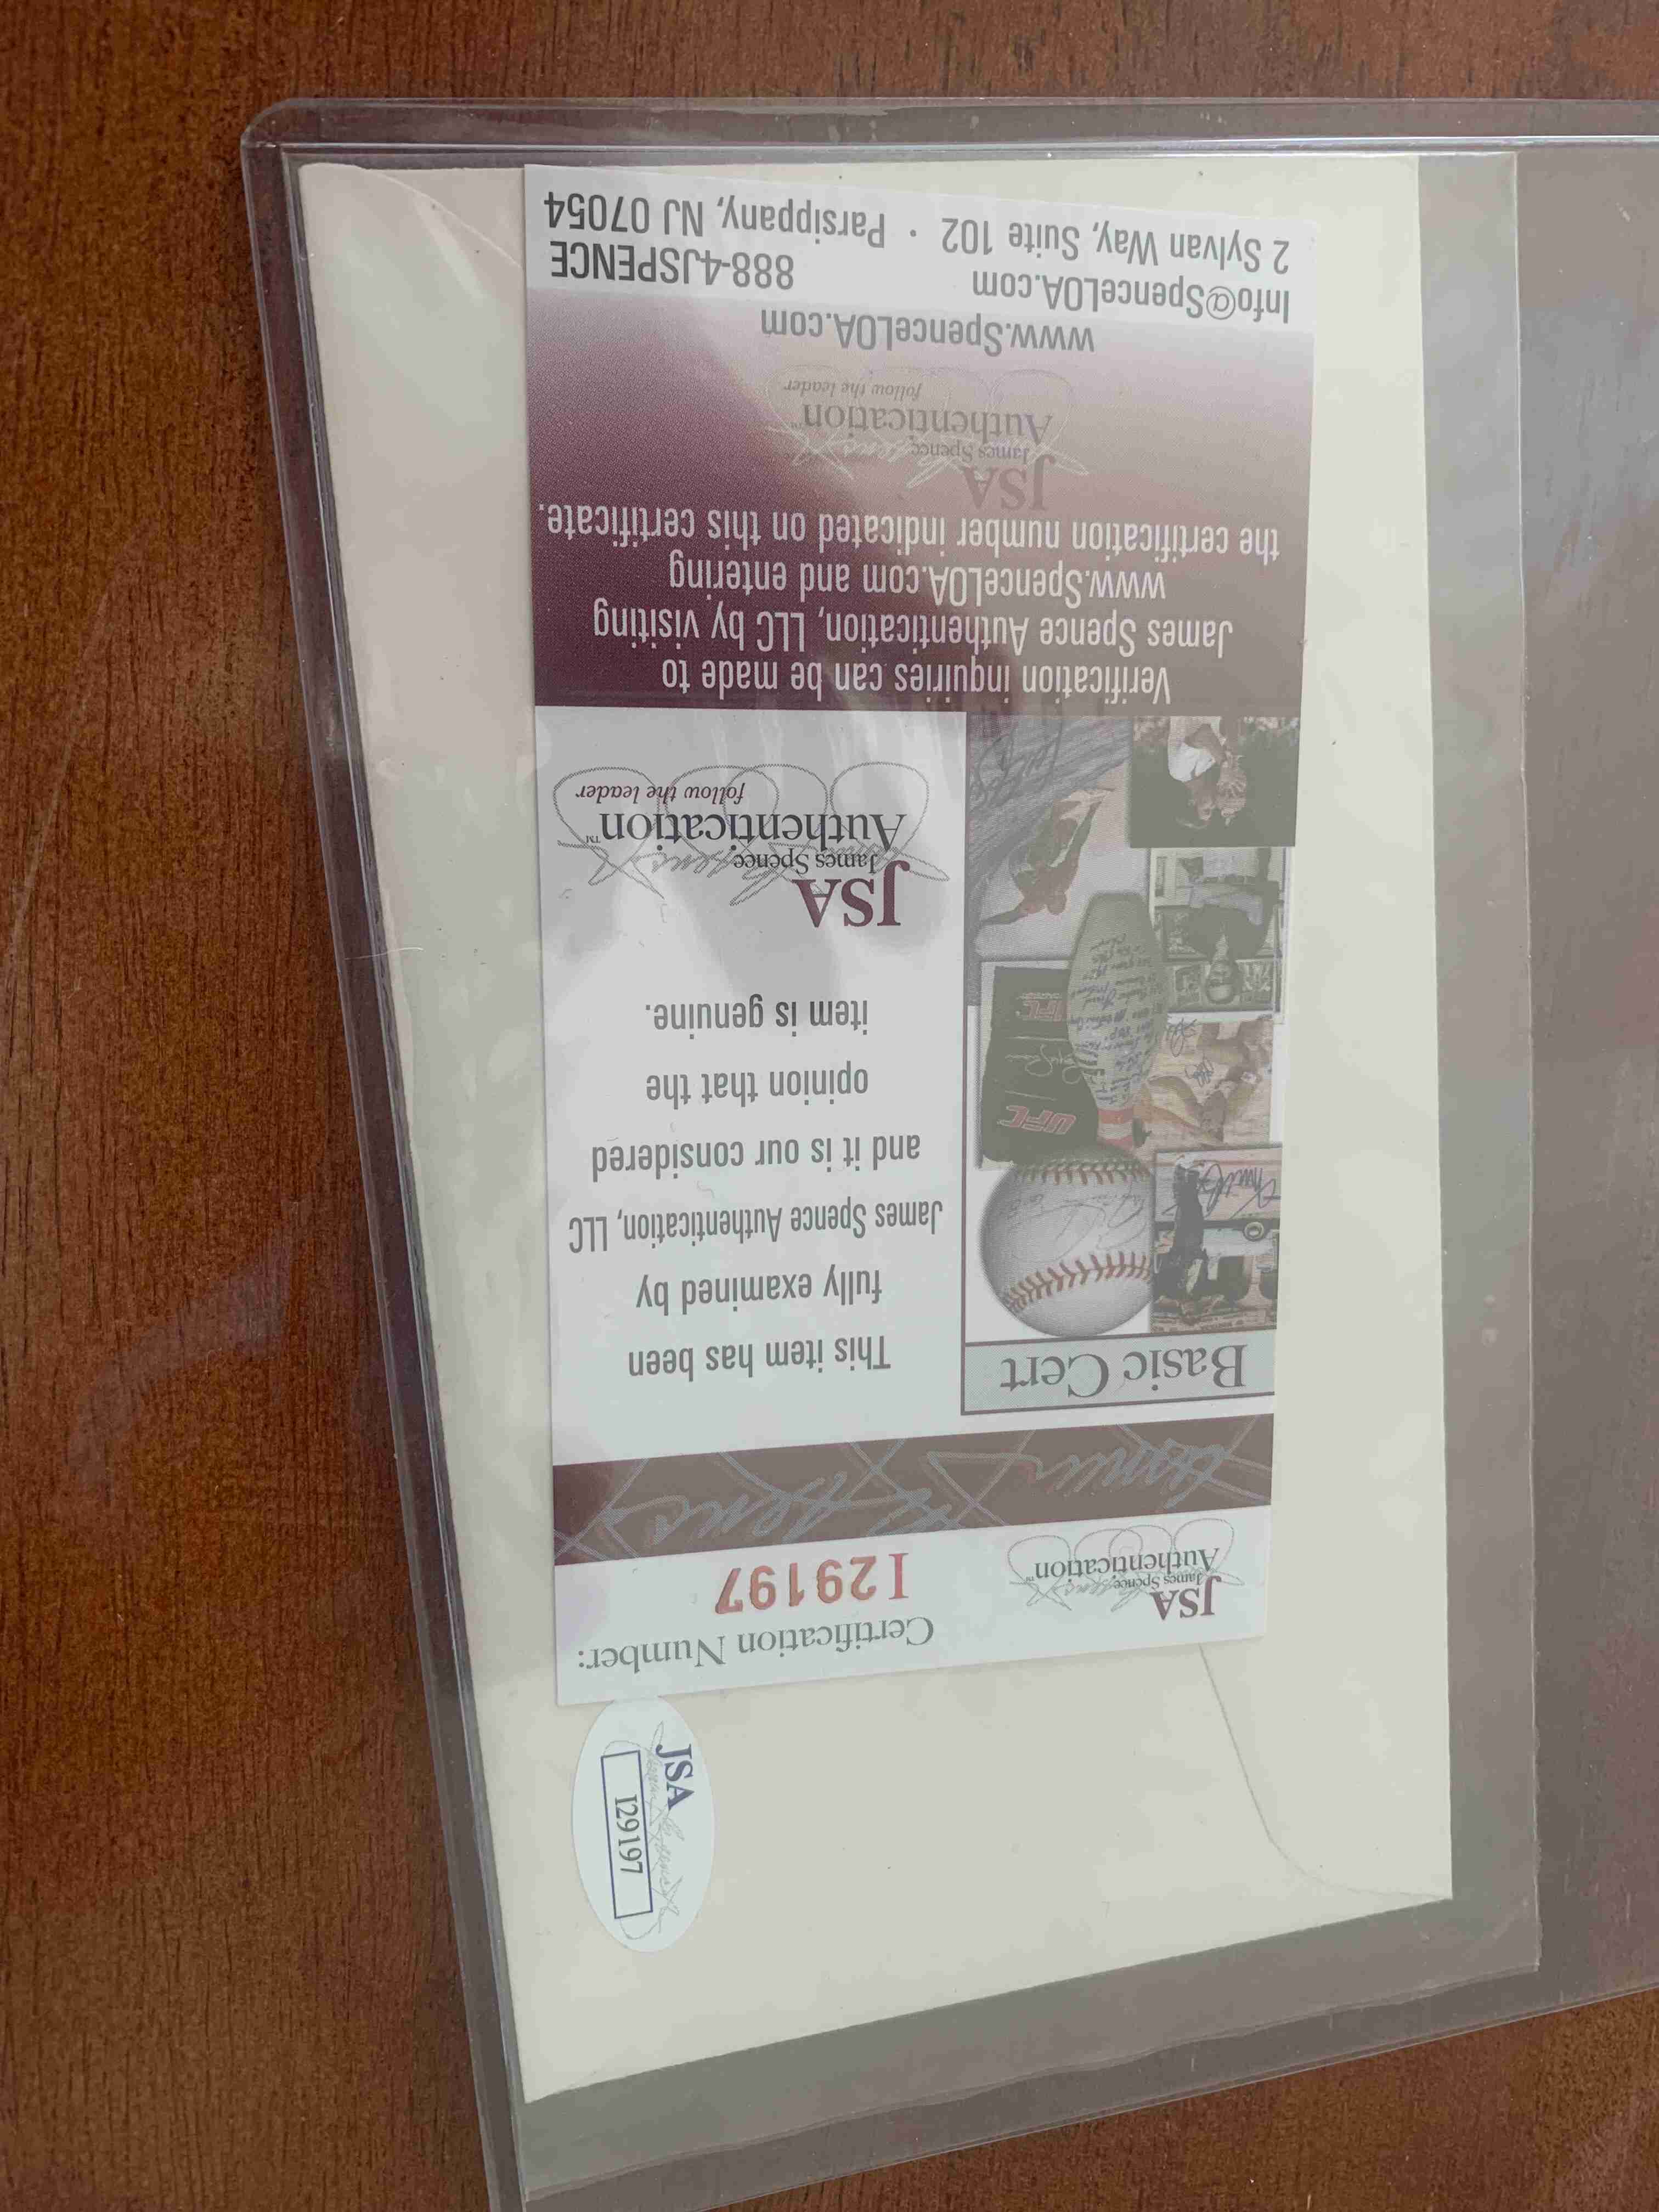 JSA
James Spence
Authentication™
Certification Number:
I29197
Basic Cert
This item has been
fully examined by
James Spence Authentication, LLC
and it is our considered
opinion that the
item is genuine.
UFC
UFC
JSA
James Spence
Authentication™
follow the leader
Verification inquiries can be made to
James Spence Authentication, LLC by visiting
www.SpenceLOA.com and entering
the certification number indicated on this certificate.
JSA
James Spence
Authentication™
follow the leader
www.SpenceLOA.com
Info@SpenceLOA.com 888-4JSPENCE
2 Sylvan Way, Suite 102 · Parsippany, NJ 07054
JSA
I29197